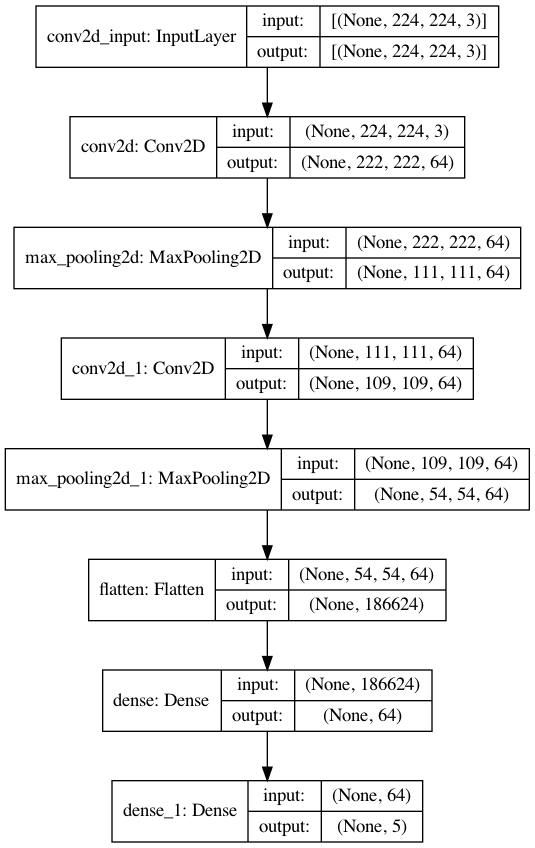 conv2d_input: InputLayer
input: [(None, 224, 224, 3)]
output: [(None, 224, 224, 3)]
conv2d: Conv2D
input: (None, 224, 224, 3)
output: (None, 222, 222, 64)
max_pooling2d: MaxPooling2D
input: (None, 222, 222, 64)
output: (None, 111, 111, 64)
conv2d_1: Conv2D
input: (None, 111, 111, 64)
output: (None, 109, 109, 64)
max_pooling2d_1: MaxPooling2D
input: (None, 109, 109, 64)
output: (None, 54, 54, 64)
flatten: Flatten
input: (None, 54, 54, 64)
output: (None, 186624)
dense: Dense
input: (None, 186624)
output: (None, 64)
dense_1: Dense
input: (None, 64)
output: (None, 5)